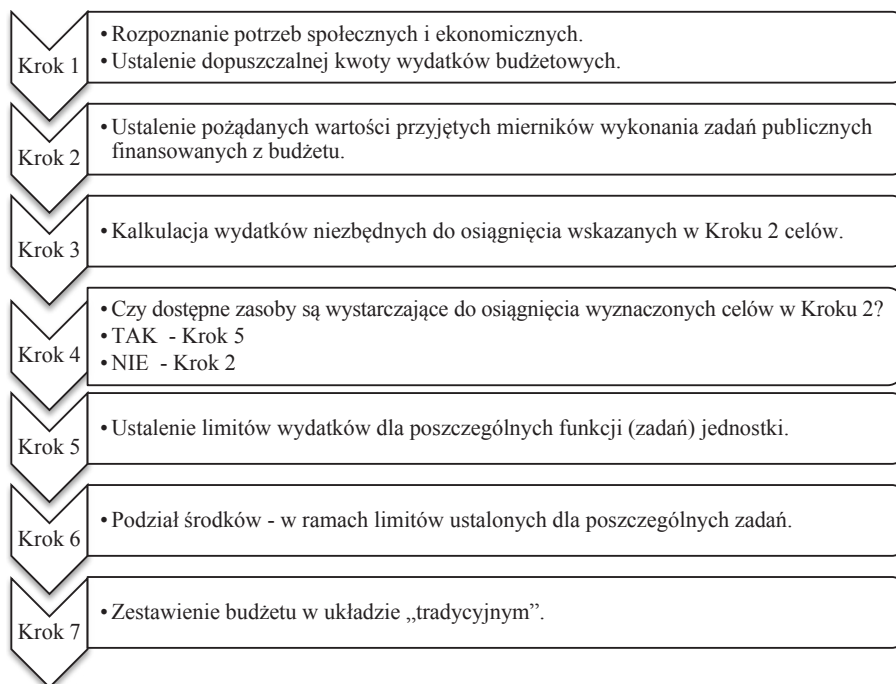 Krok 1
• Rozpoznanie potrzeb społecznych i ekonomicznych.
• Ustalenie dopuszczalnej kwoty wydatków budżetowych.
Krok 2
• Ustalenie pożądanych wartości przyjętych mierników wykonania zadań publicznych
finansowanych z budżetu.
Krok 3
• Kalkulacja wydatków niezbędnych do osiągnięcia wskazanych w Kroku 2 celów.
Krok 4
• Czy dostępne zasoby są wystarczające do osiągnięcia wyznaczonych celów w Kroku 2?
• TAK - Krok 5
• NIE - Krok 2
Krok 5
• Ustalenie limitów wydatków dla poszczególnych funkcji (zadań) jednostki.
Krok 6
• Podział środków - w ramach limitów ustalonych dla poszczególnych zadań.
Krok 7
• Zestawienie budżetu w układzie „tradycyjnym”.